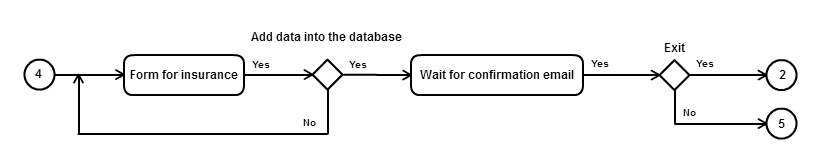 Add data into the database
Exit
4
Form for insurance
Yes
Yes
Wait for confirmation email
Yes
Yes
2
No
No
5